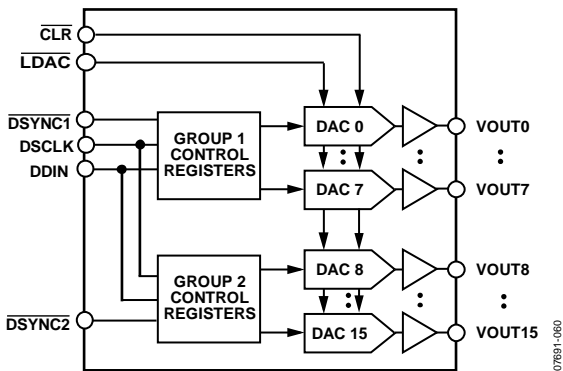 CLR
LDAC
DSYNC1
DSCLK
DDIN
DSYNC2
GROUP 1
CONTROL
REGISTERS
GROUP 2
CONTROL
REGISTERS
DAC 0
DAC 7
DAC 8
DAC 15
VOUT0
VOUT7
VOUT8
VOUT15
07691-060